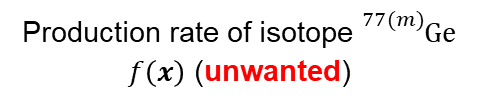 Production rate of isotope ⁷⁷⁽ᵐ⁾Ge
f(x) (unwanted)